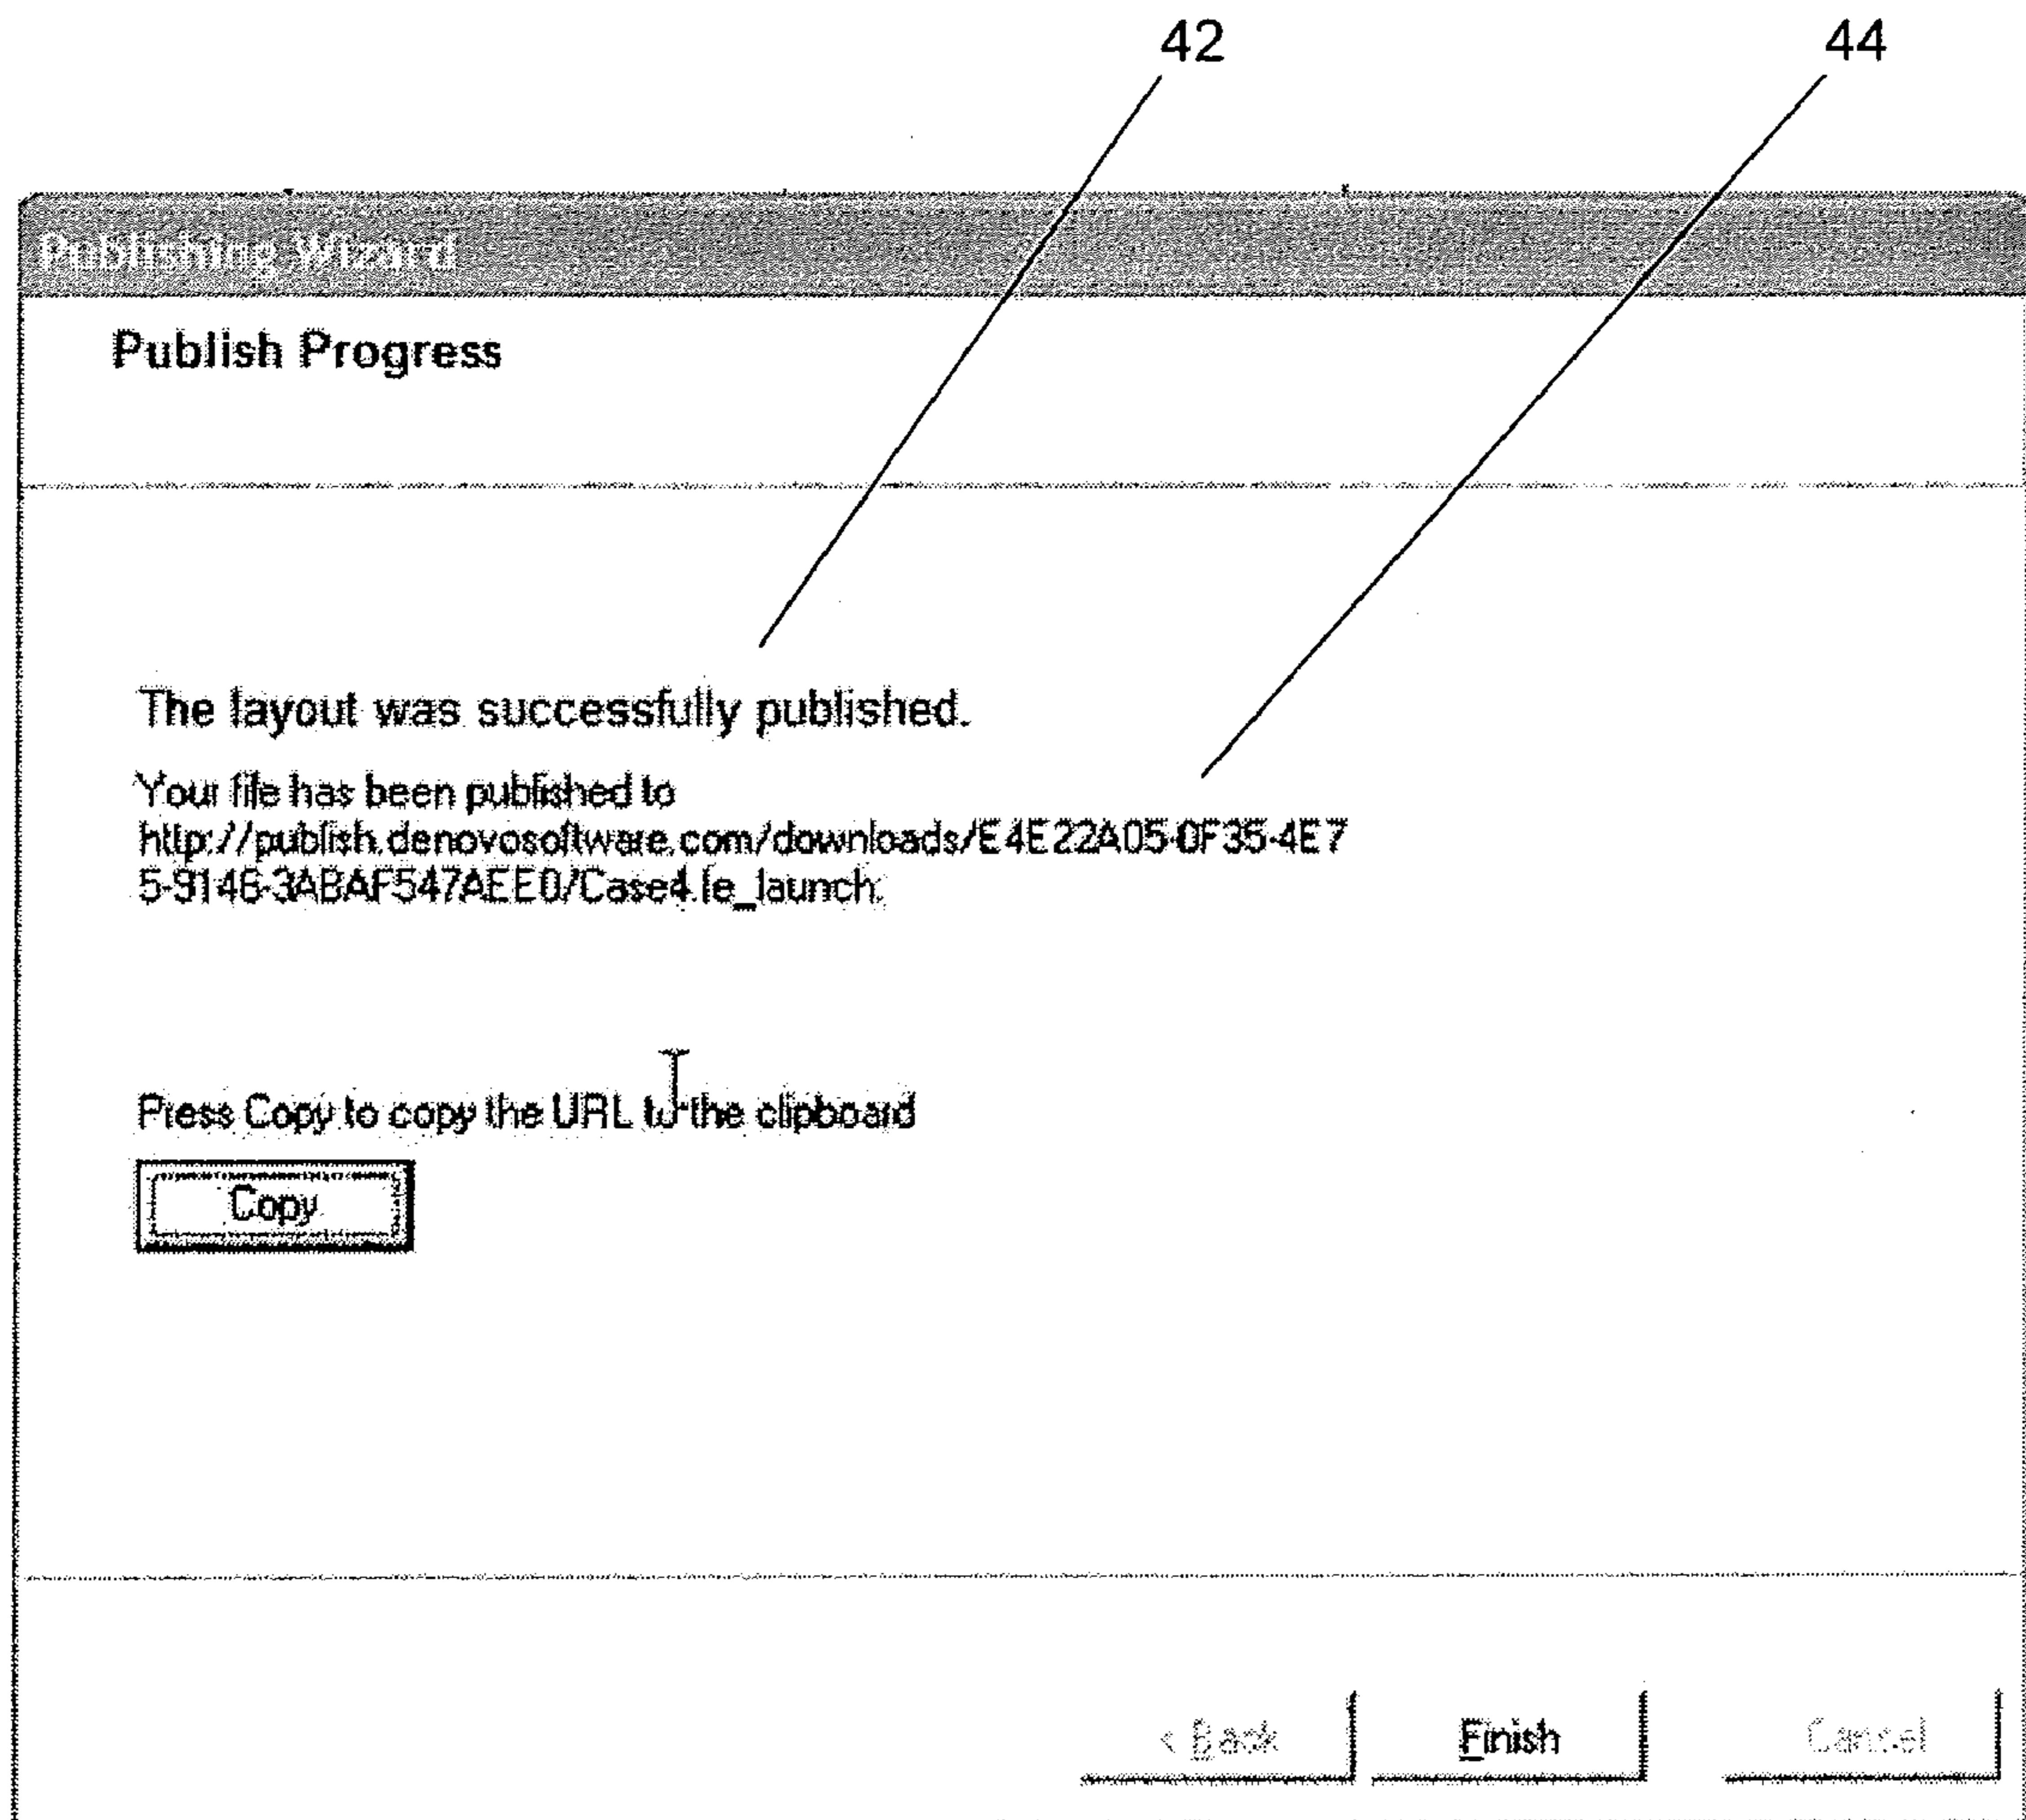 42
44
Publishing Wizard
Publish Progress
The layout was successfully published.
Your file has been published to
http://publish.denovosoftware.com/downloads/E4E22A05-0F35-4E7
5-9146-3ABAF547AEE0/Case4.fe_launch.
Press Copy to copy the URL to the clipboard
Copy
< Back
Finish
Cancel